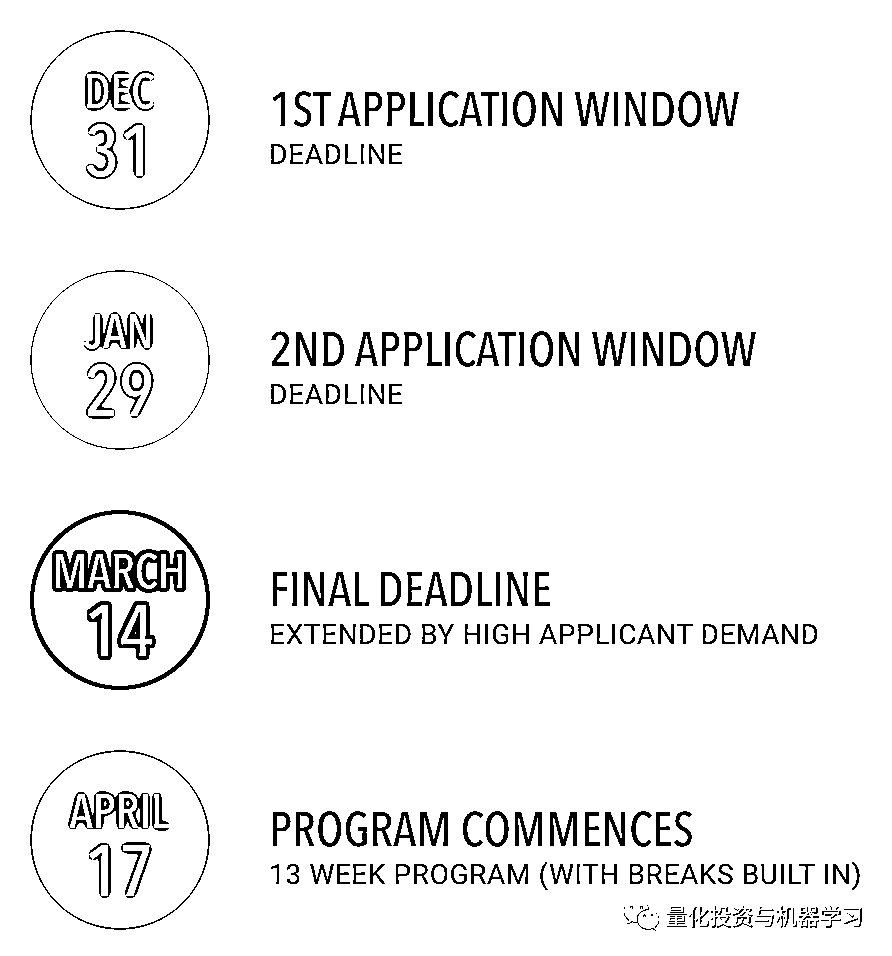 DEC
31
1ST APPLICATION WINDOW
DEADLINE
JAN
29
2ND APPLICATION WINDOW
DEADLINE
MARCH
14
FINAL DEADLINE
EXTENDED BY HIGH APPLICANT DEMAND
APRIL
17
PROGRAM COMMENCES
13 WEEK PROGRAM (WITH BREAKS BUILT IN)
量化投资与机器学习